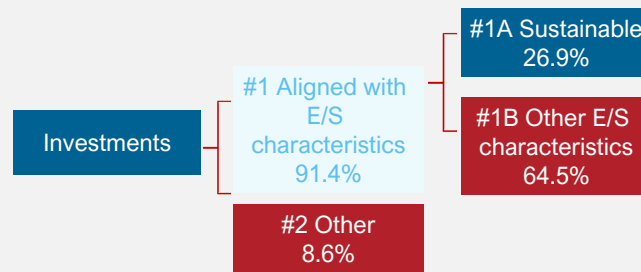 Investments
#1 Aligned with
E/S
characteristics
91.4%
#2 Other
8.6%
#1A Sustainable
26.9%
#1B Other E/S
characteristics
64.5%